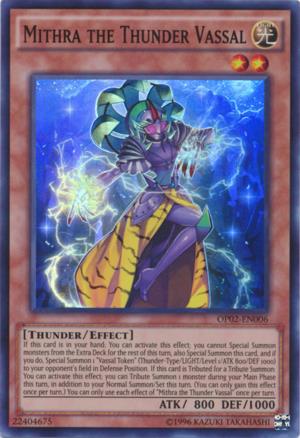 MITHRA THE THUNDER VASSAL
OP02-EN006
[THUNDER/EFFECT]
If this card is in your hand: You can activate this effect; you cannot Special Summon
monsters from the Extra Deck for the rest of this turn, also Special Summon this card, and if
you do, Special Summon 1 "Vassal Token" (Thunder-Type/LIGHT/Level 1/ATK 800/DEF 1000)
to your opponent's field in Defense Position. If this card is Tributed for a Tribute Summon:
You can activate this effect; you can Tribute Summon 1 monster during your Main Phase
this turn, in addition to your Normal Summon/Set this turn. (You can only gain this effect
once per turn.) You can only use each effect of "Mithra the Thunder Vassal" once per turn.
ATK/ 800 DEF/1000
22404675
©1996 KAZUKI TAKAHASHI